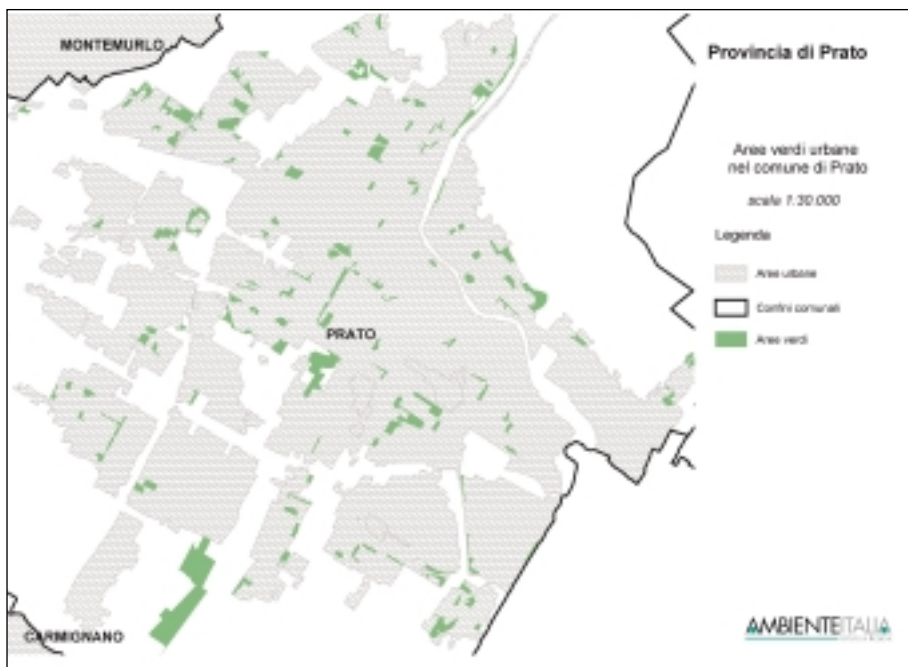 MONTEMURLO
Provincia di Prato
Aree verdi urbane
nel comune di Prato
scala 1:30.000
Legenda
Aree urbane
Confini comunali
Aree verdi
PRATO
CARMIGNANO
AMBIENTEITALIA